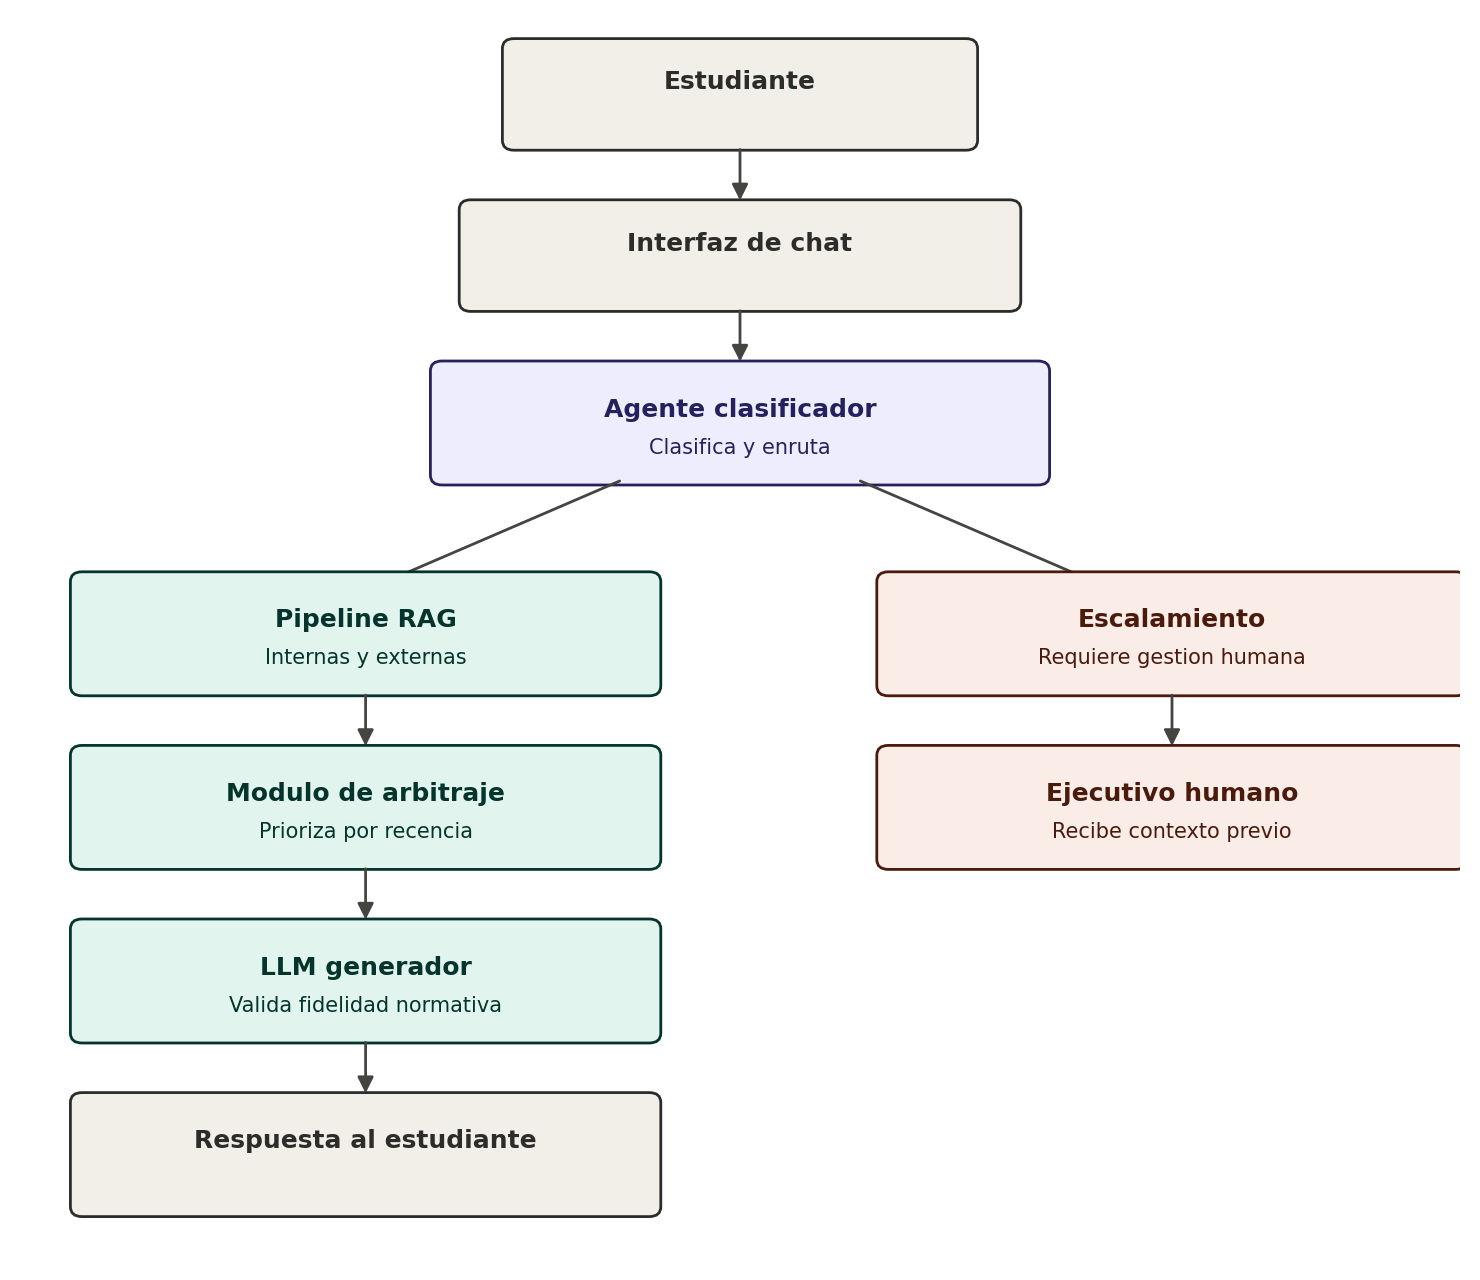 Estudiante
Interfaz de chat
Agente clasificador
Clasifica y enruta
Pipeline RAG
Internas y externas
Escalamiento
Requiere gestion humana
Modulo de arbitraje
Prioriza por recencia
Ejecutivo humano
Recibe contexto previo
LLM generador
Valida fidelidad normativa
Respuesta al estudiante